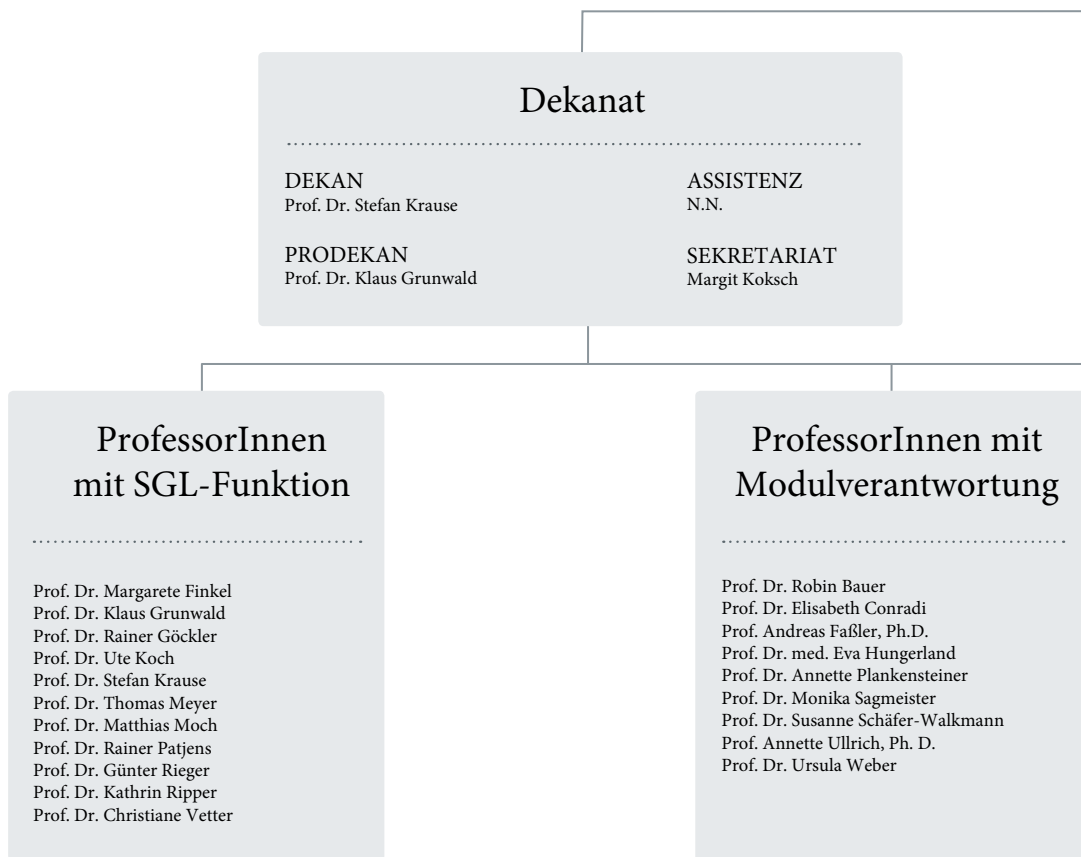 Dekanat
DEKAN
Prof. Dr. Stefan Krause
ASSISTENZ
N.N.
PRODEKAN
Prof. Dr. Klaus Grunwald
SEKRETARIAT
Margit Koksch
ProfessorInnen
mit SGL-Funktion
Prof. Dr. Margarete Finkel
Prof. Dr. Klaus Grunwald
Prof. Dr. Rainer Göckler
Prof. Dr. Ute Koch
Prof. Dr. Stefan Krause
Prof. Dr. Thomas Meyer
Prof. Dr. Matthias Moch
Prof. Dr. Rainer Patjens
Prof. Dr. Günter Rieger
Prof. Dr. Kathrin Ripper
Prof. Dr. Christiane Vetter
ProfessorInnen mit
Modulverantwortung
Prof. Dr. Robin Bauer
Prof. Dr. Elisabeth Conradi
Prof. Andreas Faßler, Ph.D.
Prof. Dr. med. Eva Hungerland
Prof. Dr. Annette Plankensteiner
Prof. Dr. Monika Sagmeister
Prof. Dr. Susanne Schäfer-Walkmann
Prof. Annette Ullrich, Ph. D.
Prof. Dr. Ursula Weber